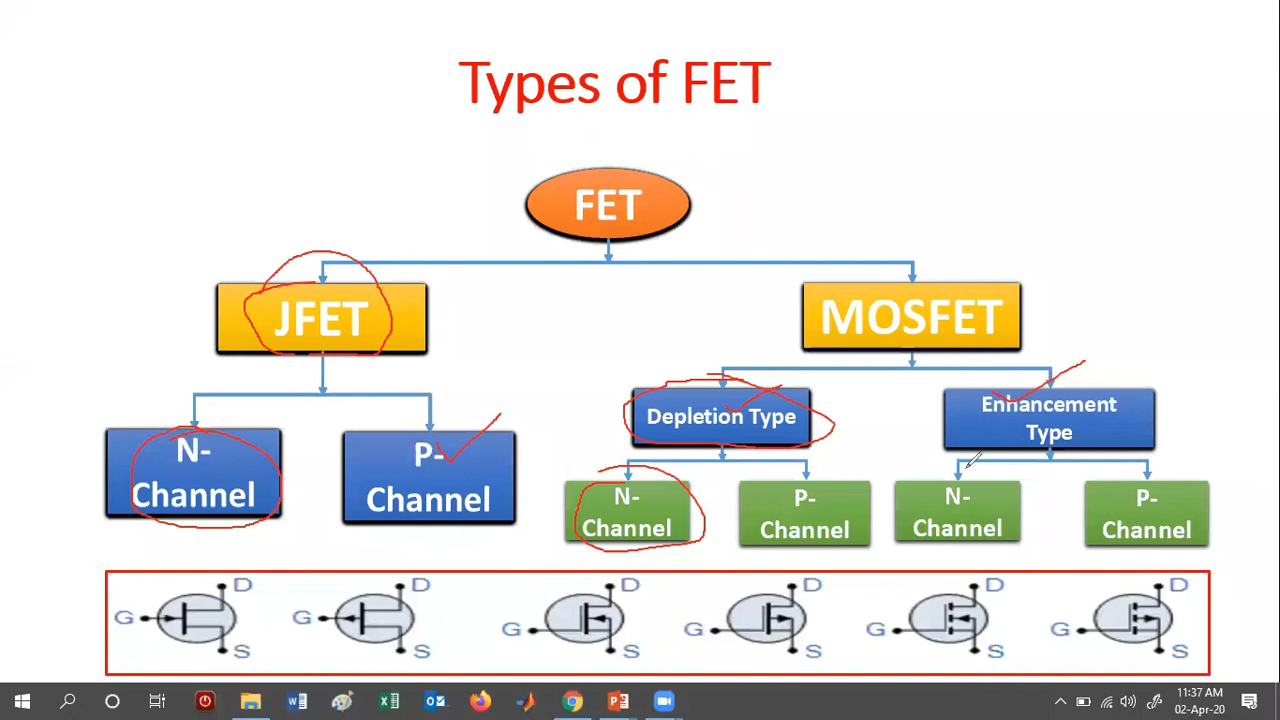 Types of FET
FET
JFET
MOSFET
Depletion Type
Enhancement
Type
N-
Channel
P-
Channel
N-
Channel
P-
Channel
N-
Channel
P-
Channel
D
G
S
D
G
S
D
G
S
D
G
S
D
G
S
D
G
S
11:37 AM
02-Apr-20